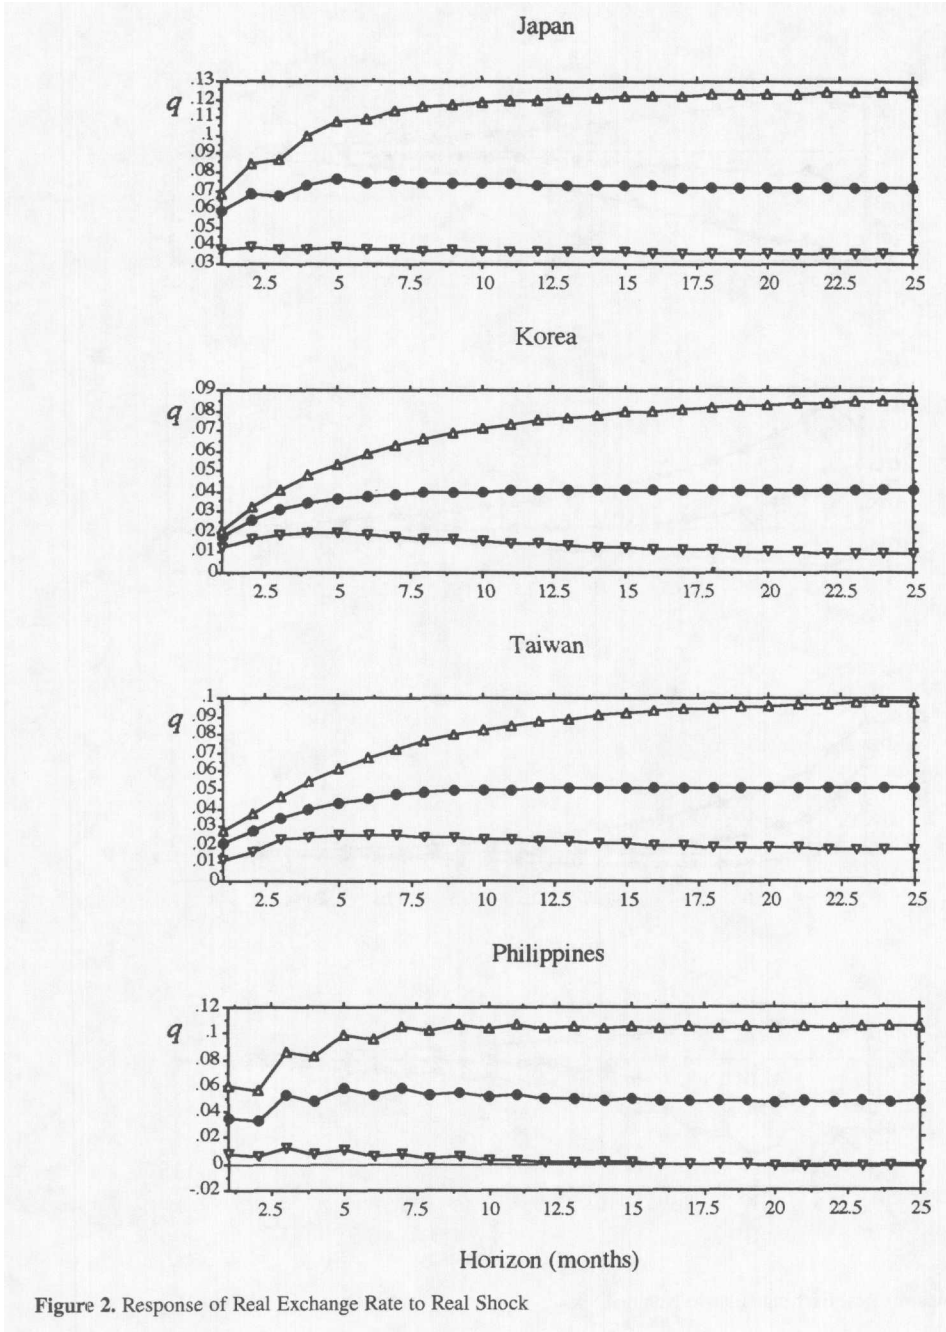 Japan
q
.13
.12
.11
.1
.09
.08
.07
.06
.05
.04
.03
2.5 5 7.5 10 12.5 15 17.5 20 22.5 25
Korea
q
.09
.08
.07
.06
.05
.04
.03
.02
.01
0
2.5 5 7.5 10 12.5 15 17.5 20 22.5 25
Taiwan
q
.1
.09
.08
.07
.06
.05
.04
.03
.02
.01
0
2.5 5 7.5 10 12.5 15 17.5 20 22.5 25
Philippines
q
.12
.1
.08
.06
.04
.02
0
-.02
2.5 5 7.5 10 12.5 15 17.5 20 22.5 25
Horizon (months)
Figure 2. Response of Real Exchange Rate to Real Shock